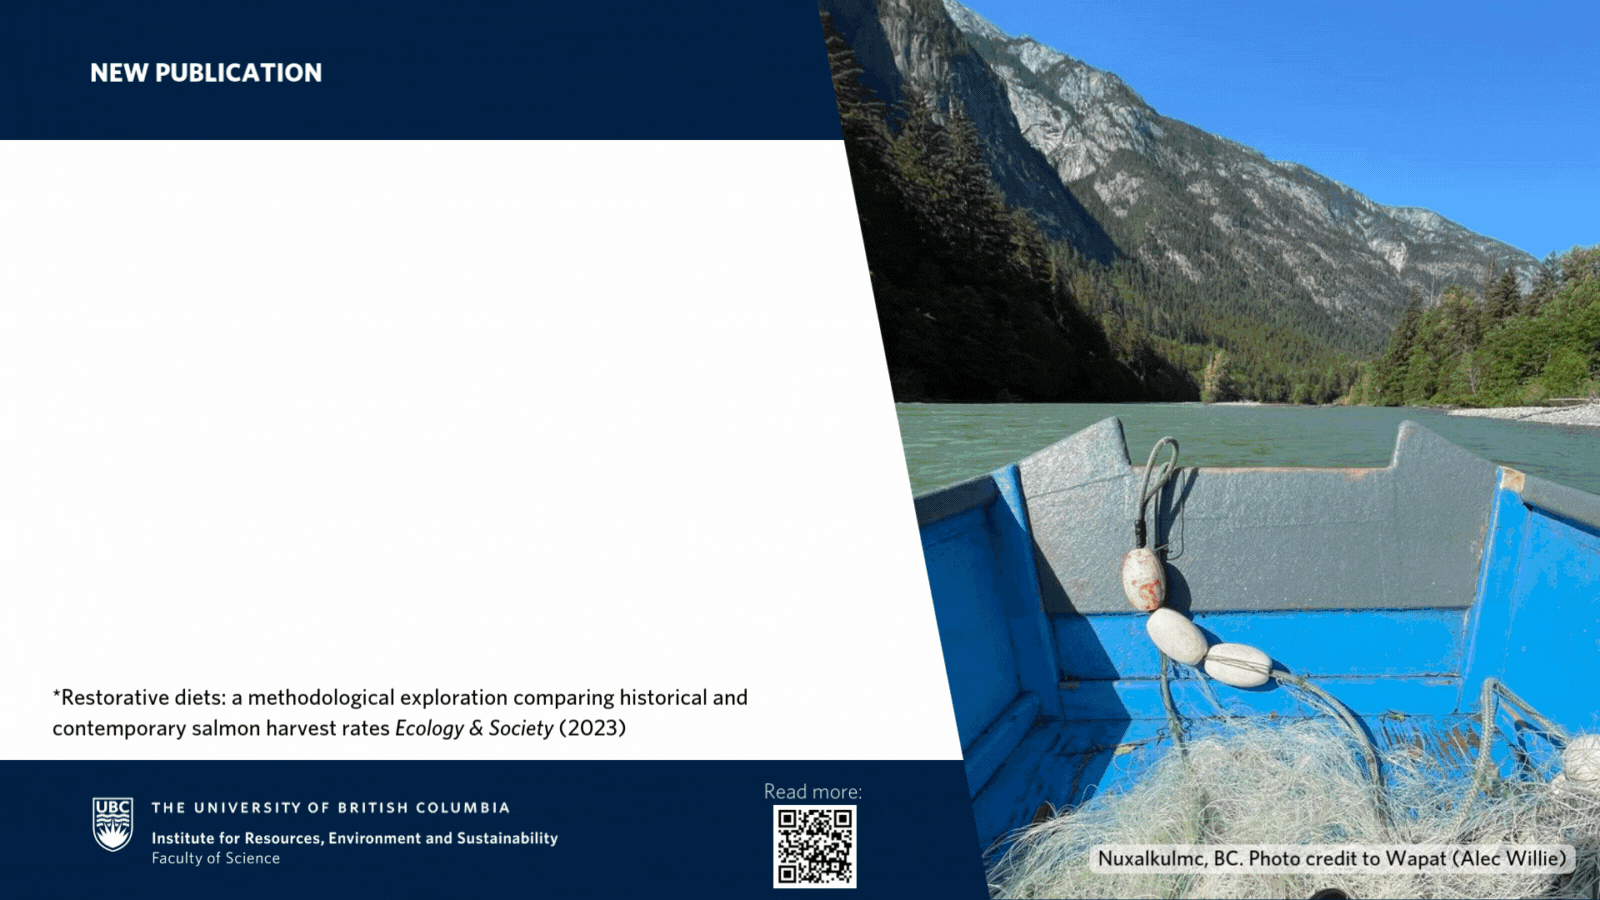 NEW PUBLICATION
*Restorative diets: a methodological exploration comparing historical and
contemporary salmon harvest rates Ecology & Society (2023)
UBC
THE UNIVERSITY OF BRITISH COLUMBIA
Institute for Resources, Environment and Sustainability
Faculty of Science
Read more:
Nuxalkulmc, BC. Photo credit to Wapat (Alec Willie)